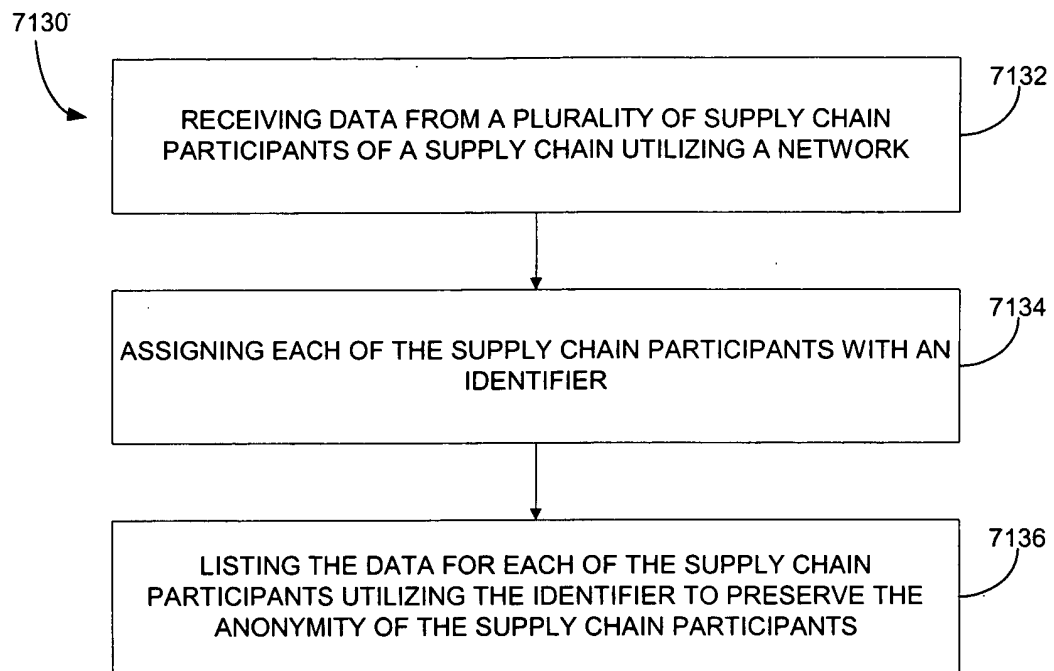 7130
7132
RECEIVING DATA FROM A PLURALITY OF SUPPLY CHAIN
PARTICIPANTS OF A SUPPLY CHAIN UTILIZING A NETWORK
7134
ASSIGNING EACH OF THE SUPPLY CHAIN PARTICIPANTS WITH AN
IDENTIFIER
7136
LISTING THE DATA FOR EACH OF THE SUPPLY CHAIN
PARTICIPANTS UTILIZING THE IDENTIFIER TO PRESERVE THE
ANONYMITY OF THE SUPPLY CHAIN PARTICIPANTS